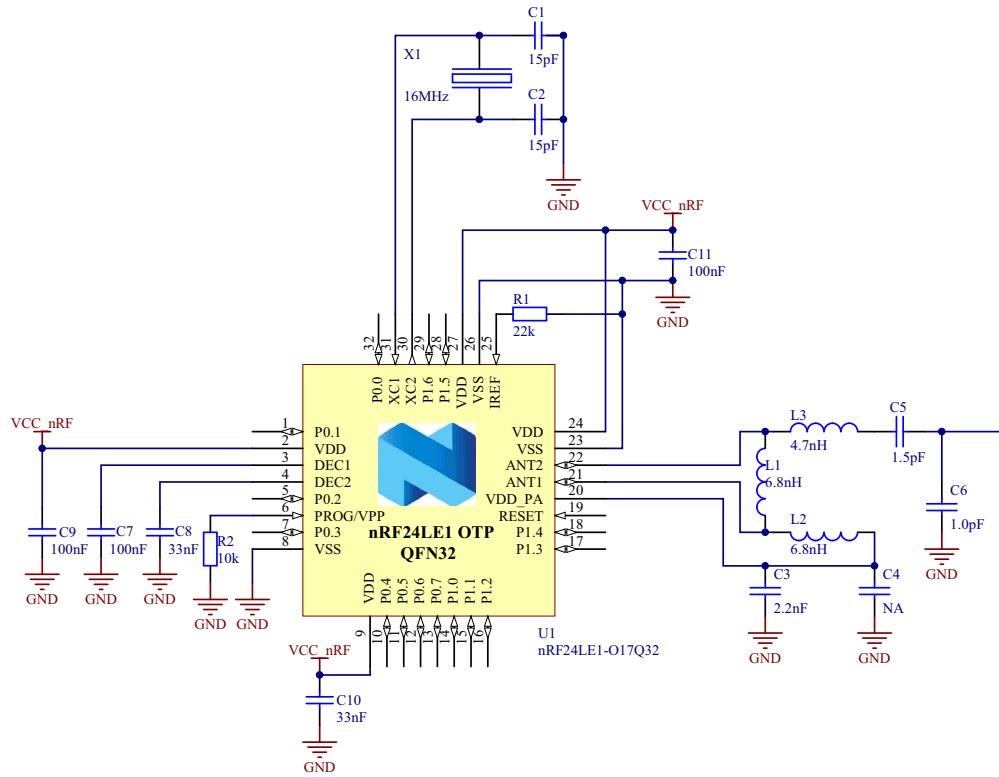 C1
15pF
X1
16MHz
C2
15pF
GND
VCC_nRF
C11
100nF
GND
R1
22k
32
31
30
29
28
27
26
25
P0.0
XC1
XC2
P1.6
P1.5
VDD
VSS
IREF
VCC_nRF
1 P0.1
2 VDD
3 DEC1
4 DEC2
5 P0.2
6 PROG/VPP
7 P0.3
8 VSS
VDD 24
VSS 23
ANT2 22
ANT1 21
VDD_PA 20
RESET 19
P1.4 18
P1.3 17
nRF24LE1 OTP
QFN32
C9
100nF
GND
C7
100nF
GND
C8
33nF
GND
R2
10k
GND
GND
L3
4.7nH
C5
1.5pF
L1
6.8nH
L2
6.8nH
C6
1.0pF
GND
C3
2.2nF
GND
C4
NA
GND
VDD
P0.4
P0.5
P0.6
P0.7
P1.0
P1.1
P1.2
9
10
11
12
13
14
15
16
U1
nRF24LE1-O17Q32
VCC_nRF
C10
33nF
GND